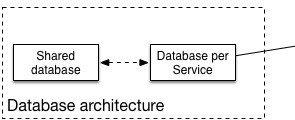 Shared
database
Database per
Service
Database architecture